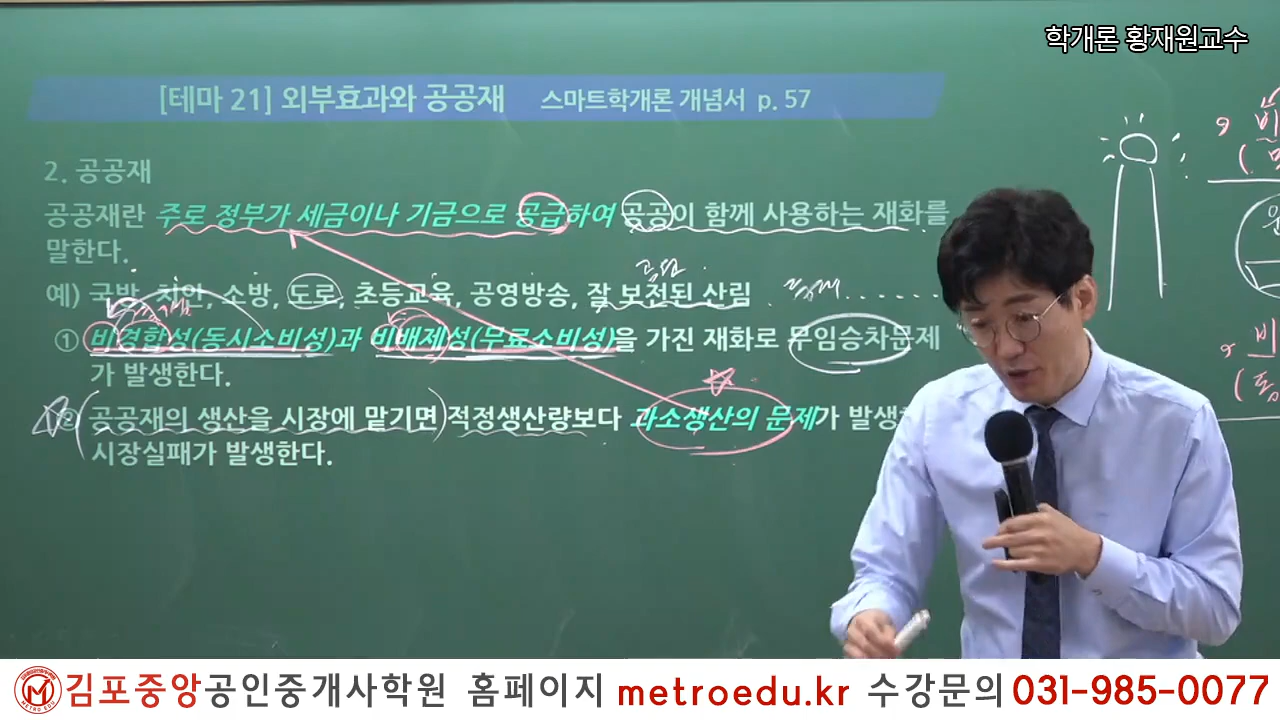 학개론 황재원교수
[테마 21] 외부효과와 공공재 스마트학개론 개념서 p. 57
2. 공공재
공공재란 주로 정부가 세금이나 기금으로 공급하여 공공이 함께 사용하는 재화를
말한다.
예) 국방, 치안, 소방, 도로, 초등교육, 공영방송, 잘 보전된 산림
① 비경합성(동시소비성)과 비배제성(무료소비성)을 가진 재화로 무임승차문제
가 발생한다.
② 공공재의 생산을 시장에 맡기면 적정생산량보다 과소생산의 문제가 발생
시장실패가 발생한다.
김포중앙공인중개사학원 홈페이지 metroedu.kr 수강문의 031-985-0077